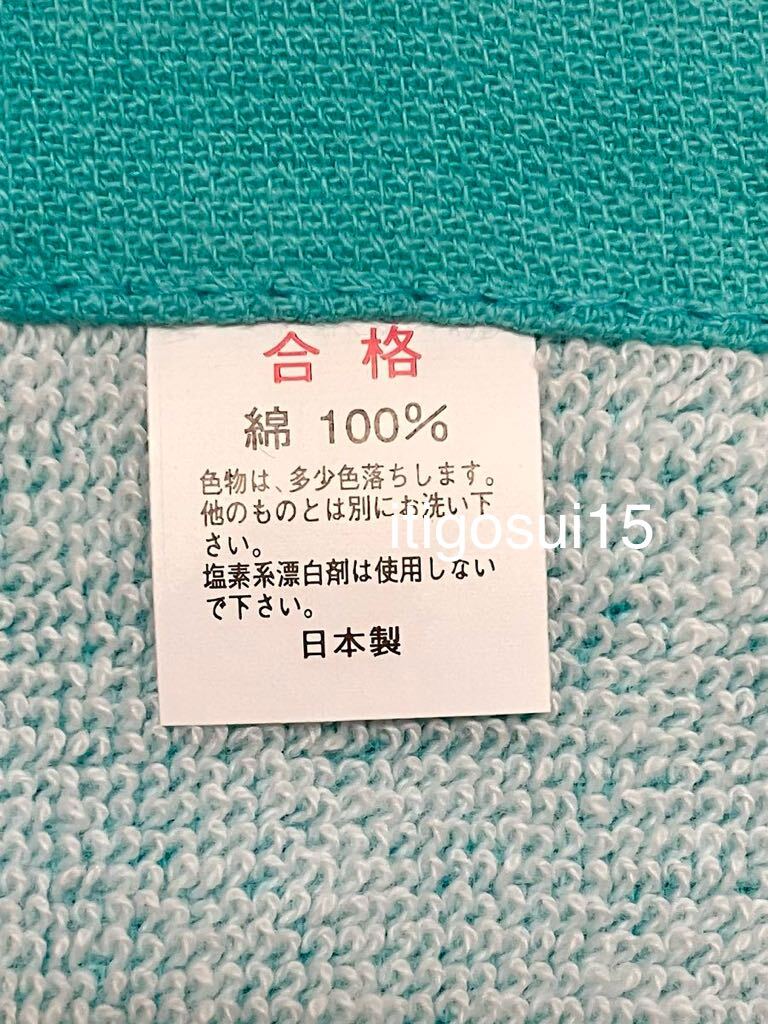 合格
綿 100%
色物は、多少色落ちします。
他のものとは別にお洗い下
さい。
塩素系漂白剤は使用しない
で下さい。
日本製
itigosui15